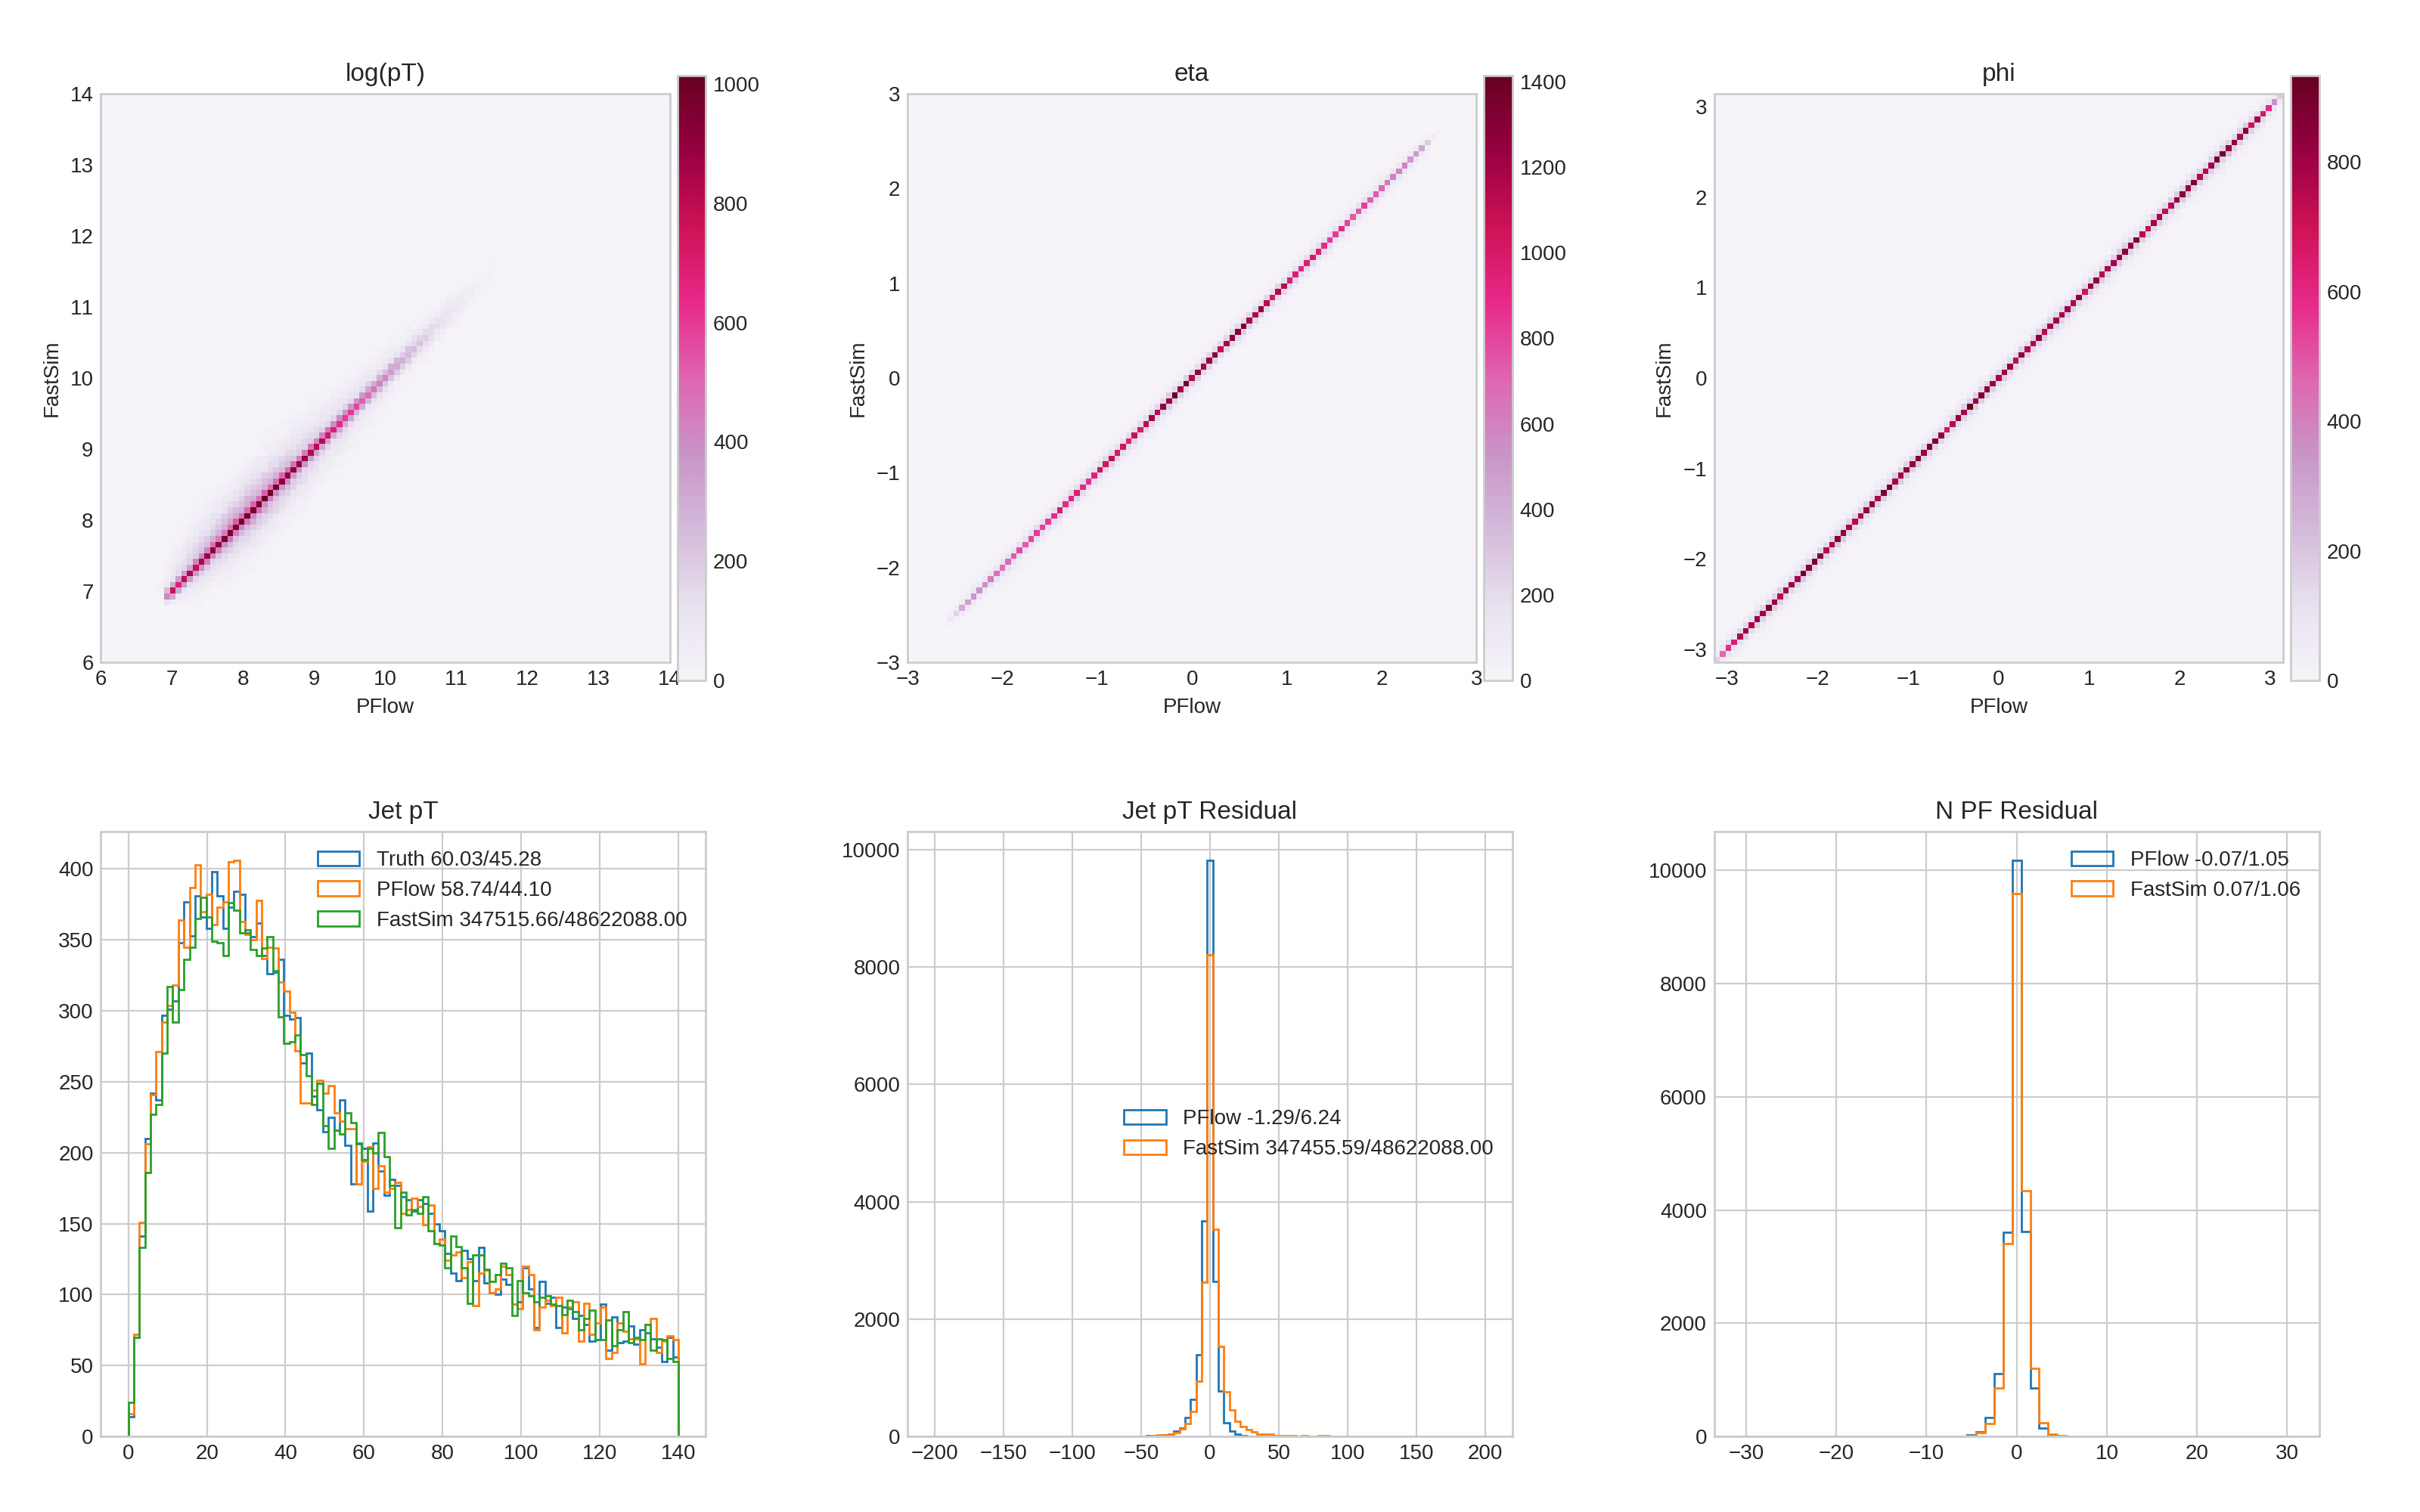 log(pT)
14
13
12
11
10
9
8
7
6
FastSim
6 7 8 9 10 11 12 13 14
PFlow
1000
800
600
400
200
0
eta
3
2
1
0
−1
−2
−3
FastSim
−3 −2 −1 0 1 2 3
PFlow
1400
1200
1000
800
600
400
200
0
phi
3
2
1
0
−1
−2
−3
FastSim
−3 −2 −1 0 1 2 3
PFlow
800
600
400
200
0
Jet pT
400
350
300
250
200
150
100
50
0
0 20 40 60 80 100 120 140
Truth 60.03/45.28
PFlow 58.74/44.10
FastSim 347515.66/48622088.00
Jet pT Residual
10000
8000
6000
4000
2000
0
−200 −150 −100 −50 0 50 100 150 200
PFlow -1.29/6.24
FastSim 347455.59/48622088.00
N PF Residual
10000
8000
6000
4000
2000
0
−30 −20 −10 0 10 20 30
PFlow -0.07/1.05
FastSim 0.07/1.06